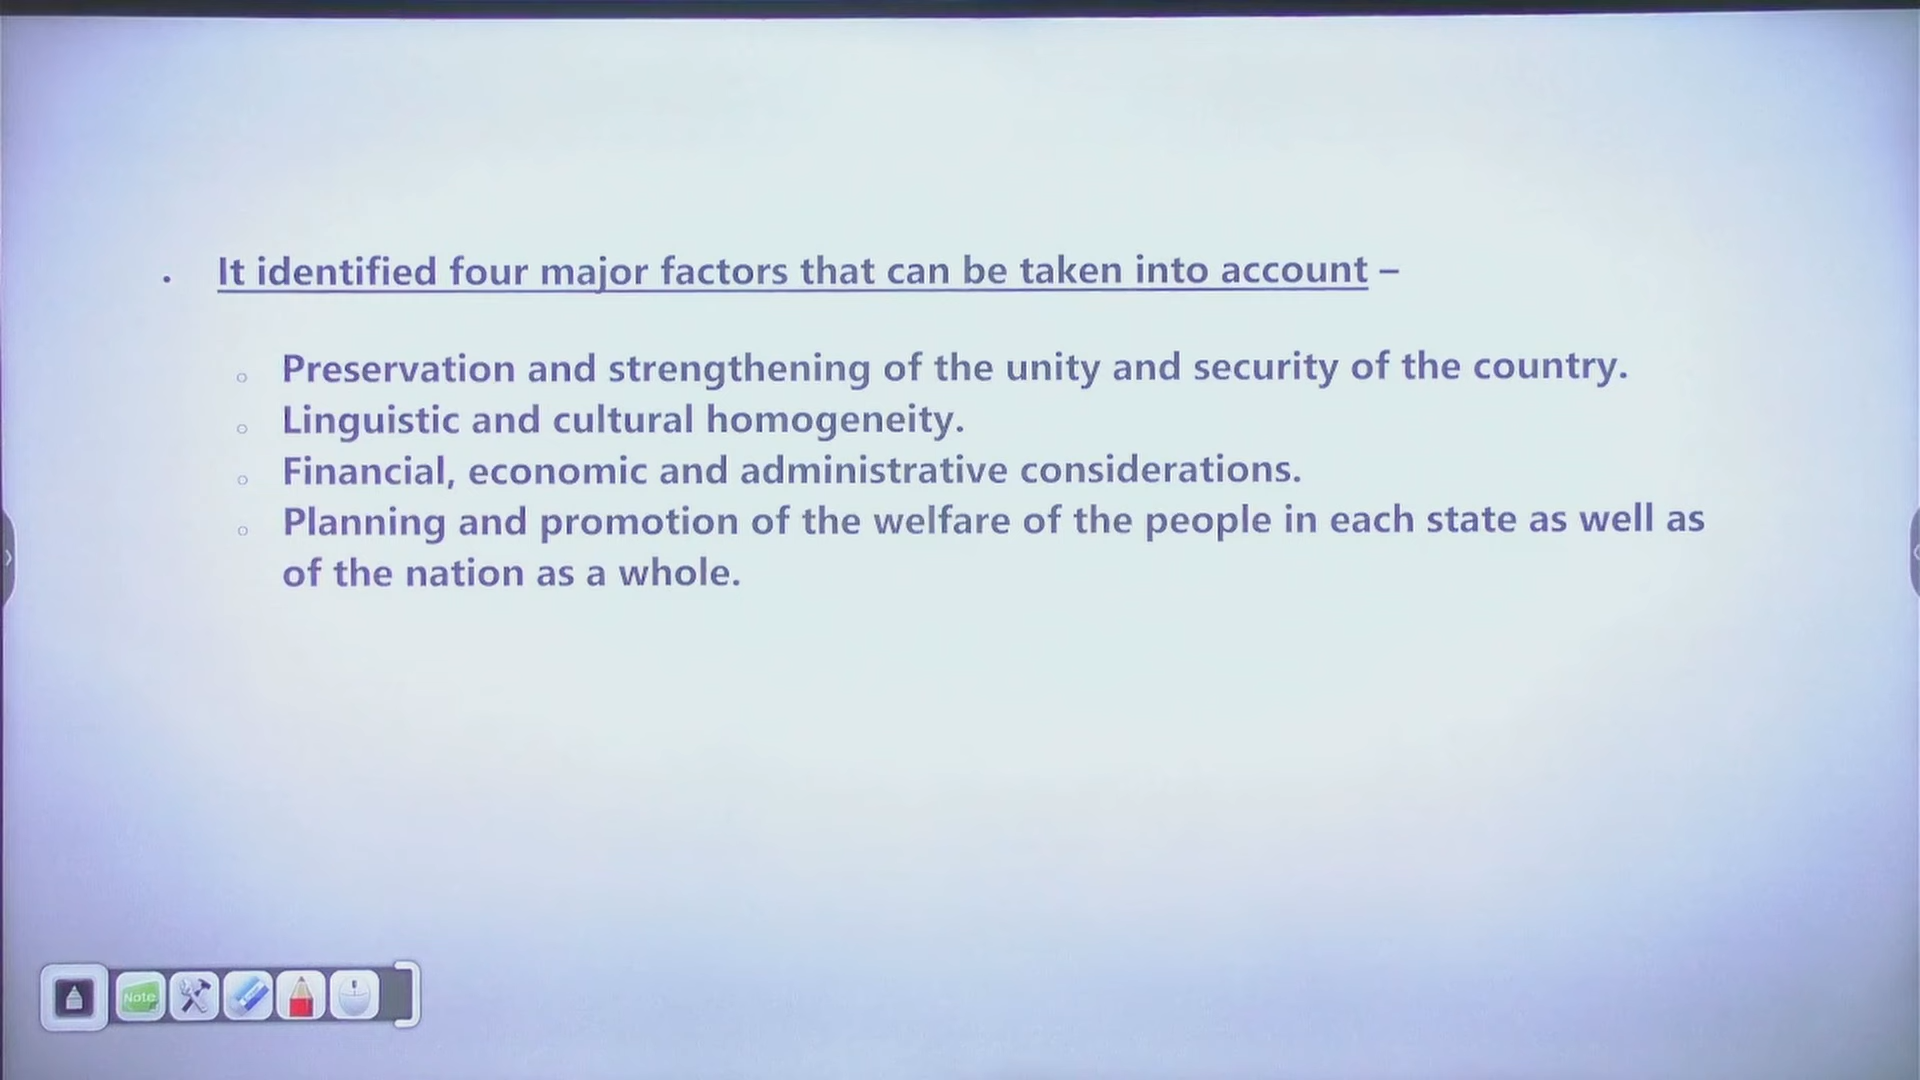 • It identified four major factors that can be taken into account –
○ Preservation and strengthening of the unity and security of the country.
○ Linguistic and cultural homogeneity.
○ Financial, economic and administrative considerations.
○ Planning and promotion of the welfare of the people in each state as well as
of the nation as a whole.
Note